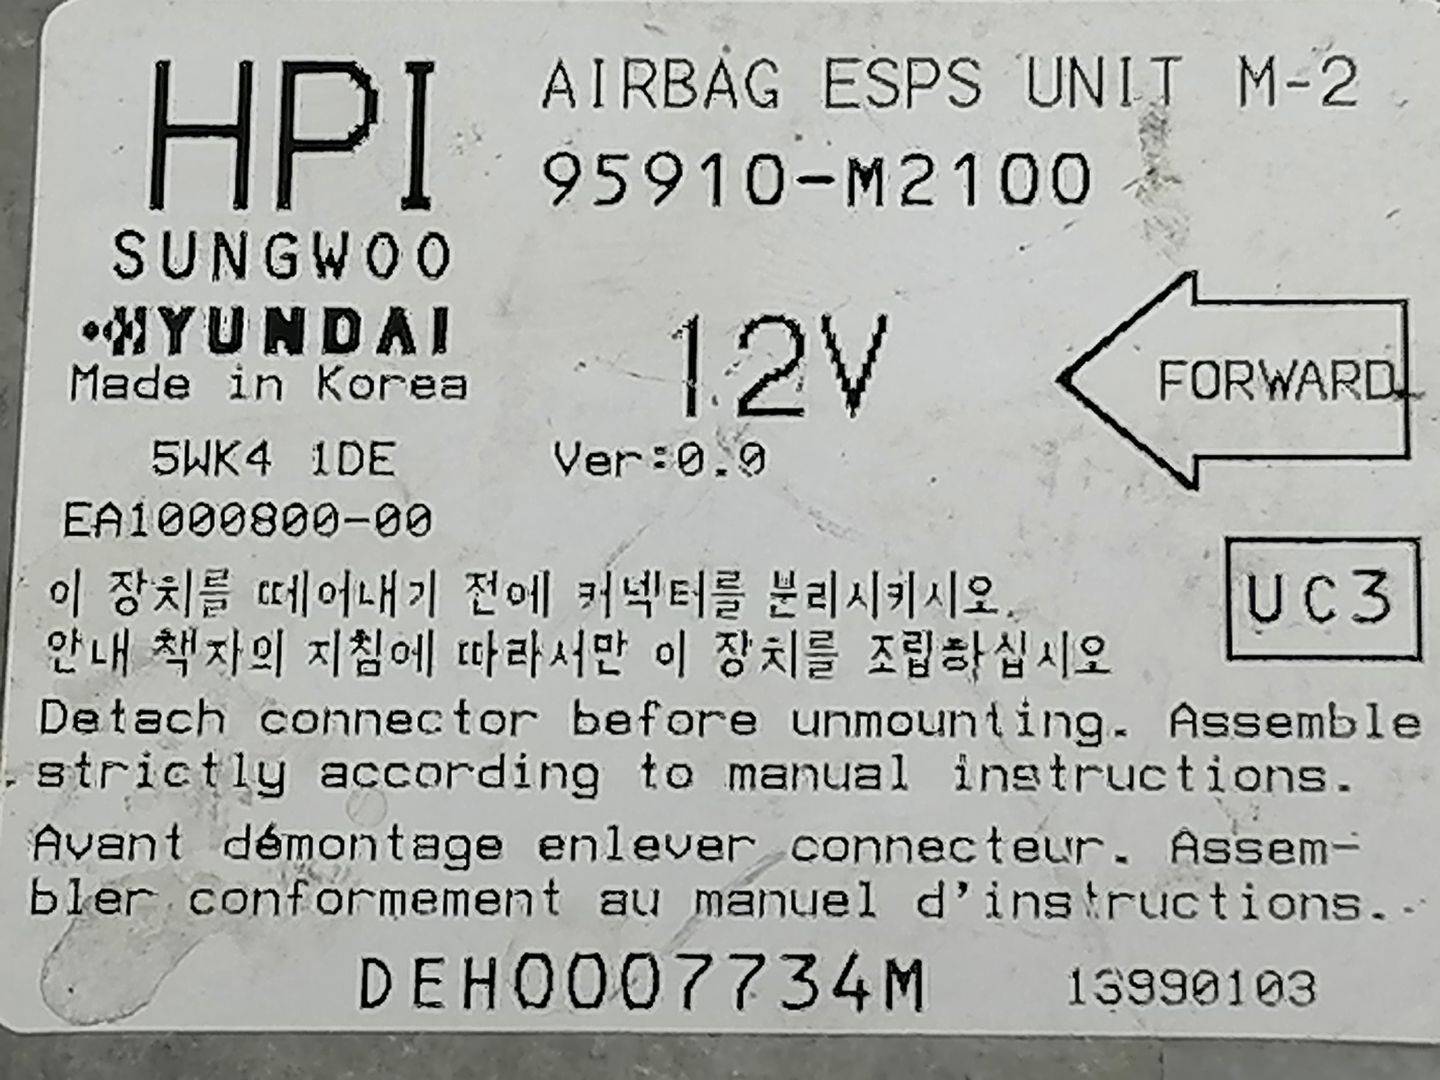 HPI
SUNGWOO
HYUNDAI
Made in Korea
AIRBAG ESPS UNIT M-2
95910-M2100
12V
FORWARD
5WK4 1DE
Ver:0.0
EA1000800-00
UC3
이 장치를 떼어내기 전에 커넥터를 분리시키시오.
안내 책자의 지침에 따라서만 이 장치를 조립하십시오
Detach connector before unmounting. Assemble
strictly according to manual instructions.
Avant démontage enlever connecteur. Assem-
bler conformement au manuel d'instructions.
DEH0007734M
13990103